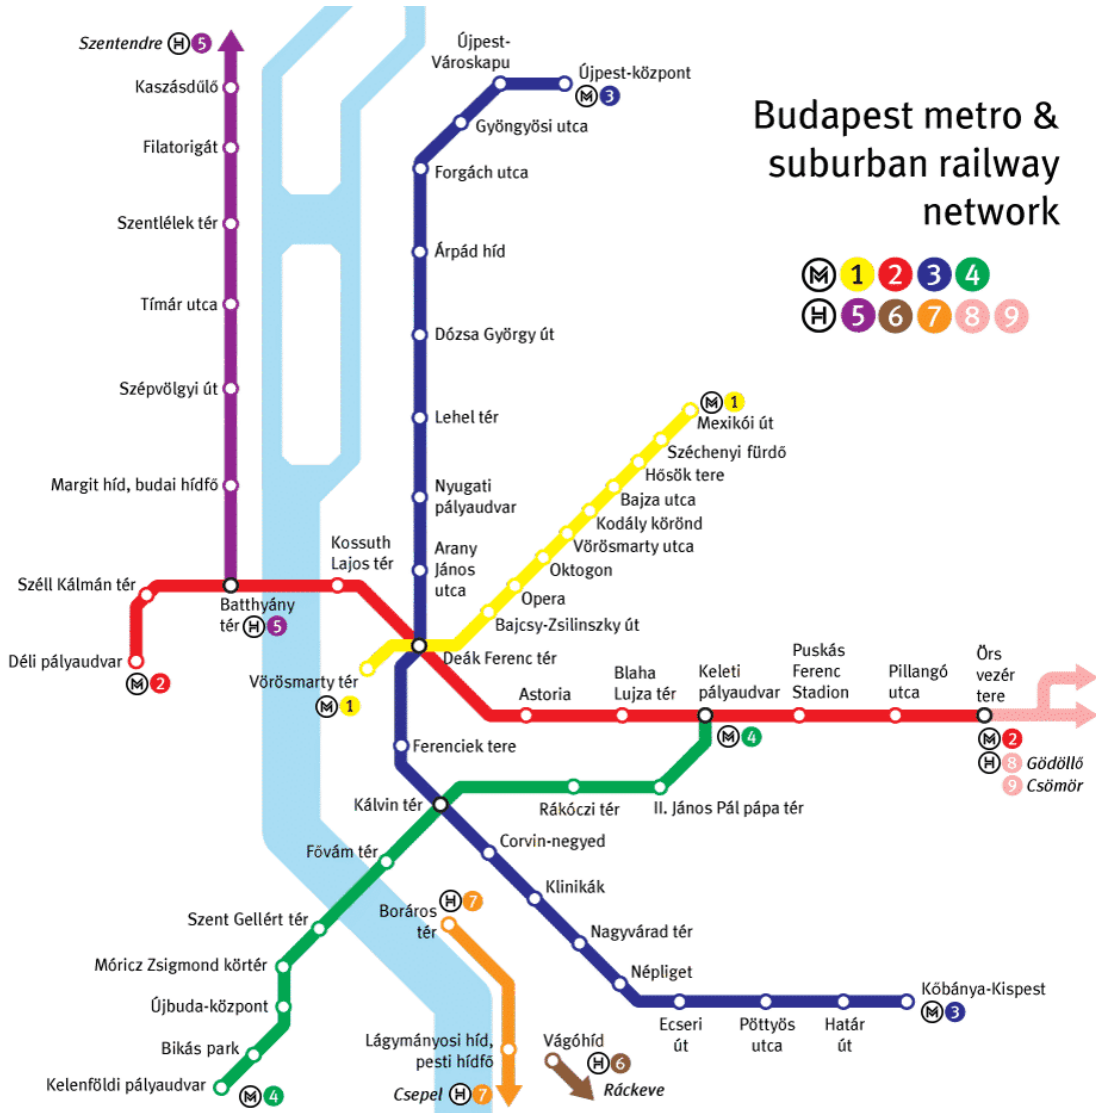 Budapest metro &
suburban railway
network
M 1 2 3 4
H 5 6 7 8 9
Szentendre H 5
Kaszásdűlő
Filatorigát
Szentlélek tér
Tímár utca
Szépvölgyi út
Margit híd, budai hídfő
Batthyány
tér H 5
Újpest-
Városkapu
Újpest-központ
M 3
Gyöngyösi utca
Forgách utca
Árpád híd
Dózsa György út
Lehel tér
Nyugati
pályaudvar
Arany
János
utca
M 1
Mexikói út
Széchenyi fürdő
Hősök tere
Bajza utca
Kodály körönd
Vörösmarty utca
Oktogon
Opera
Bajcsy-Zsilinszky út
Deák Ferenc tér
Vörösmarty tér
M 1
Kossuth
Lajos tér
Széll Kálmán tér
Déli pályaudvar
M 2
Astoria
Blaha
Lujza tér
Keleti
pályaudvar
M 4
Puskás
Ferenc
Stadion
Pillangó
utca
Örs
vezér
tere
M 2
H 8 Gödöllő
9 Csömör
Ferenciek tere
Kálvin tér
Rákóczi tér
II. János Pál pápa tér
Corvin-negyed
Klinikák
Nagyvárad tér
Népliget
Ecseri
út
Pöttyös
utca
Határ
út
Kőbánya-Kispest
M 3
Fővám tér
Szent Gellért tér
Móricz Zsigmond körtér
Újbuda-központ
Bikás park
Kelenföldi pályaudvar
M 4
H 7
Boráros
tér
Lágymányosi híd,
pesti hídfő
Csepel H 7
Vágóhíd
H 6
Ráckeve